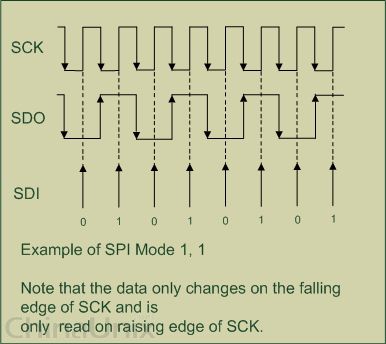 SCK
SDO
SDI
0 1 0 1 0 1 0 1
Example of SPI Mode 1, 1
Note that the data only changes on the falling
edge of SCK and is
only read on raising edge of SCK.
ChinaUnix